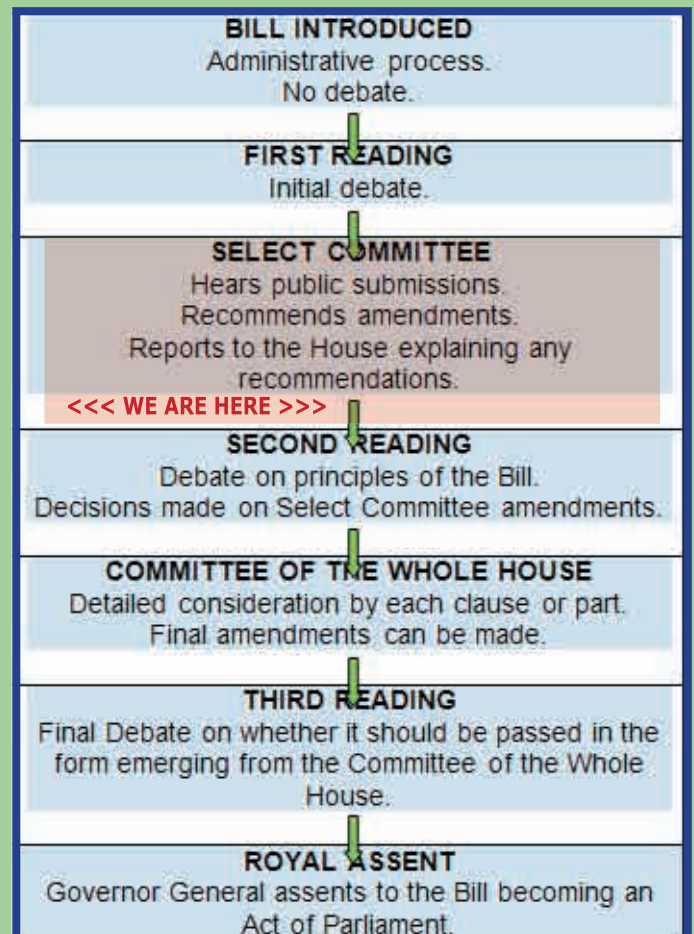 BILL INTRODUCED
Administrative process.
No debate.
FIRST READING
Initial debate.
SELECT COMMITTEE
Hears public submissions.
Recommends amendments.
Reports to the House explaining any
recommendations.
<<< WE ARE HERE >>>
SECOND READING
Debate on principles of the Bill.
Decisions made on Select Committee amendments.
COMMITTEE OF THE WHOLE HOUSE
Detailed consideration by each clause or part.
Final amendments can be made.
THIRD READING
Final Debate on whether it should be passed in the
form emerging from the Committee of the Whole
House.
ROYAL ASSENT
Governor General assents to the Bill becoming an
Act of Parliament.